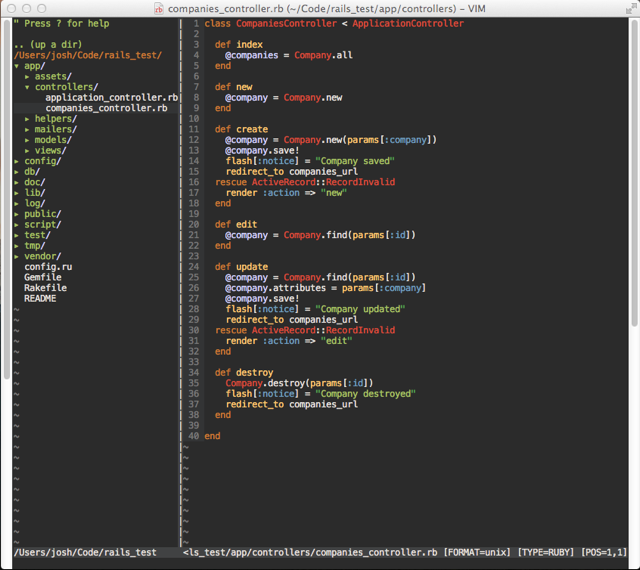 companies_controller.rb (~/Code/rails_test/app/controllers) – VIM
" Press ? for help
.. (up a dir)
/Users/josh/Code/rails_test/
▾ app/
▸ assets/
▾ controllers/
application_controller.rb
companies_controller.rb
▸ helpers/
▸ mailers/
▸ models/
▸ views/
▸ config/
▸ db/
▸ doc/
▸ lib/
▸ log/
▸ public/
▸ script/
▸ test/
▸ tmp/
▸ vendor/
config.ru
Gemfile
Rakefile
README
1 class CompaniesController < ApplicationController
2
3 def index
4 @companies = Company.all
5 end
6
7 def new
8 @company = Company.new
9 end
10
11 def create
12 @company = Company.new(params[:company])
13 @company.save!
14 flash[:notice] = "Company saved"
15 redirect_to companies_url
16 rescue ActiveRecord::RecordInvalid
17 render :action => "new"
18 end
19
20 def edit
21 @company = Company.find(params[:id])
22 end
23
24 def update
25 @company = Company.find(params[:id])
26 @company.attributes = params[:company]
27 @company.save!
28 flash[:notice] = "Company updated"
29 redirect_to companies_url
30 rescue ActiveRecord::RecordInvalid
31 render :action => "edit"
32 end
33
34 def destroy
35 Company.destroy(params[:id])
36 flash[:notice] = "Company destroyed"
37 redirect_to companies_url
38 end
39
40 end
/Users/josh/Code/rails_test
<ls_test/app/controllers/companies_controller.rb [FORMAT=unix] [TYPE=RUBY] [POS=1,1]